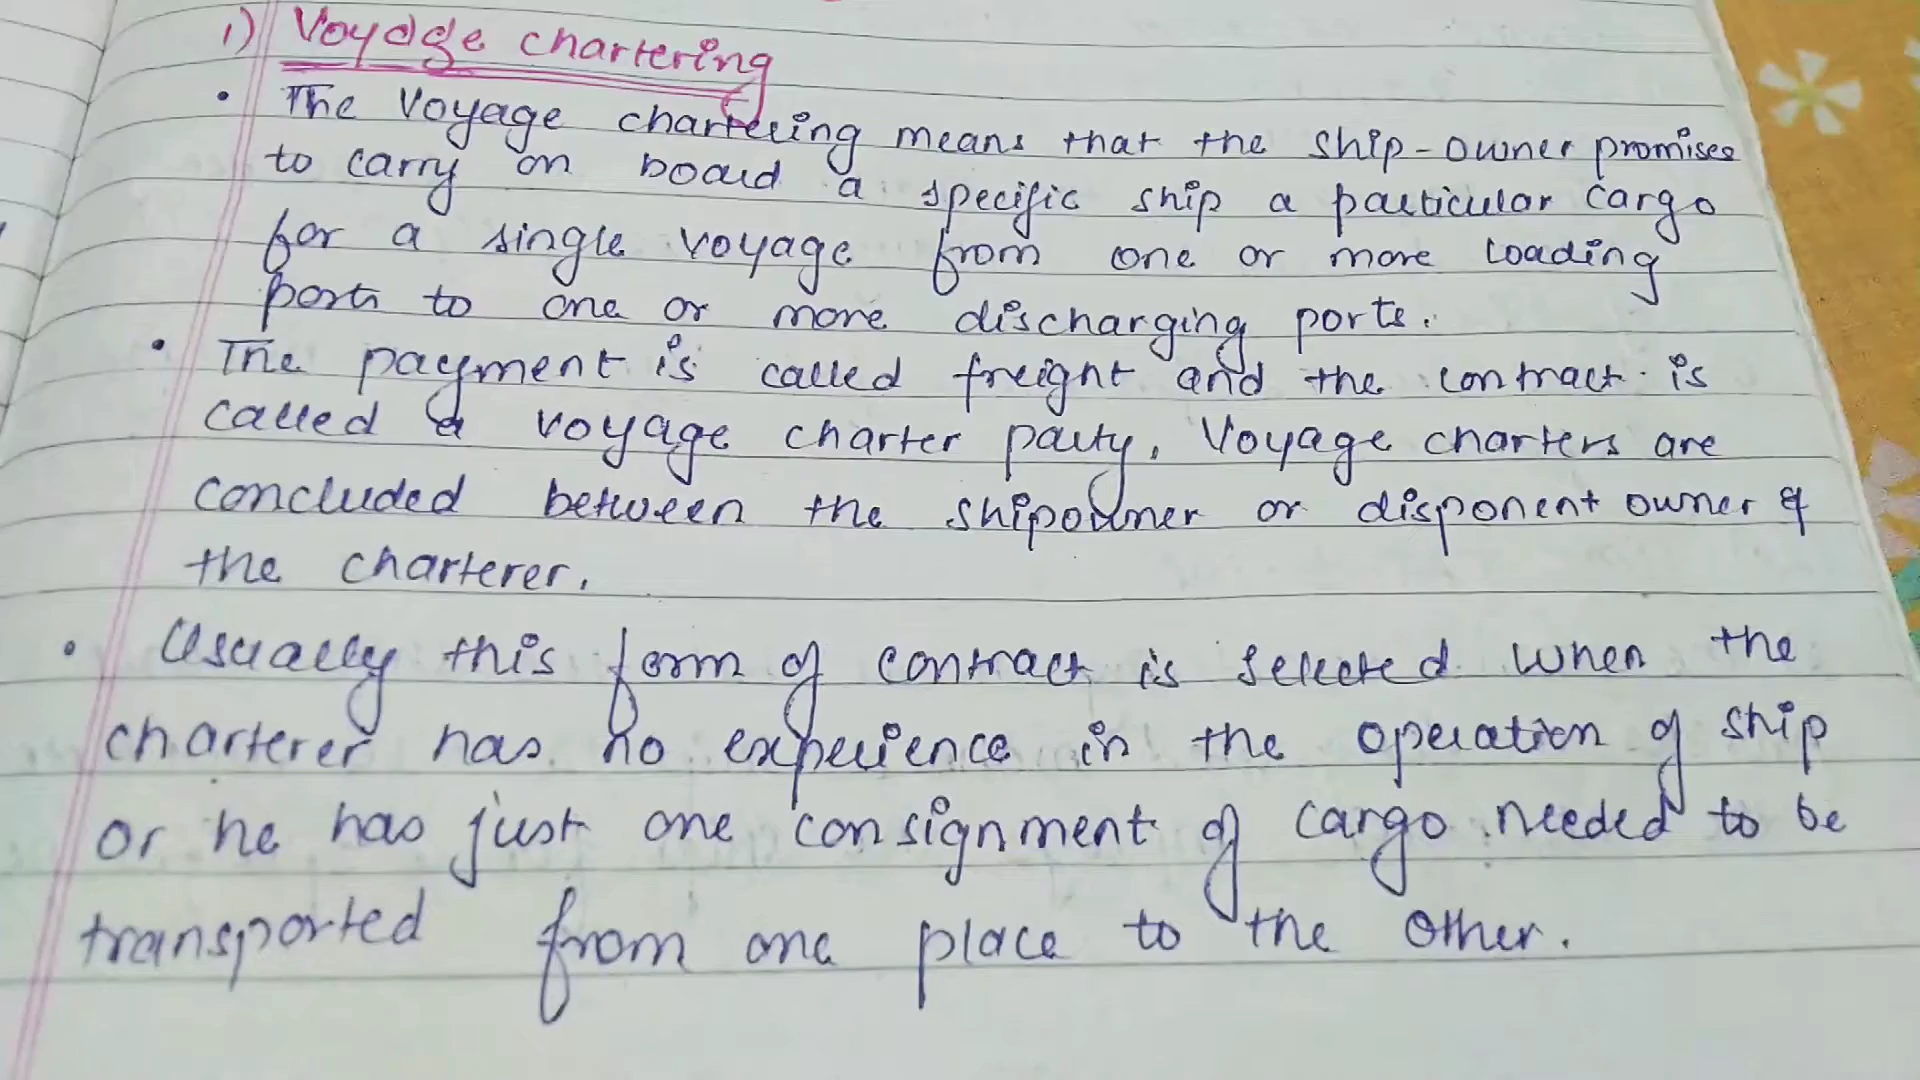 1) Voyage chartering
• The Voyage chartering means that the ship-owner promises
to carry on board a specific ship a particular cargo
for a single voyage from one or more loading
ports to one or more discharging ports.
• The payment is called freight and the contract is
called a voyage charter party. Voyage charters are
concluded between the shipowner or disponent owner &
the charterer.
• Usually this form of contract is selected when the
charterer has no experience in the operation of ship
or he has just one consignment of cargo needed to be
transported from one place to the other.